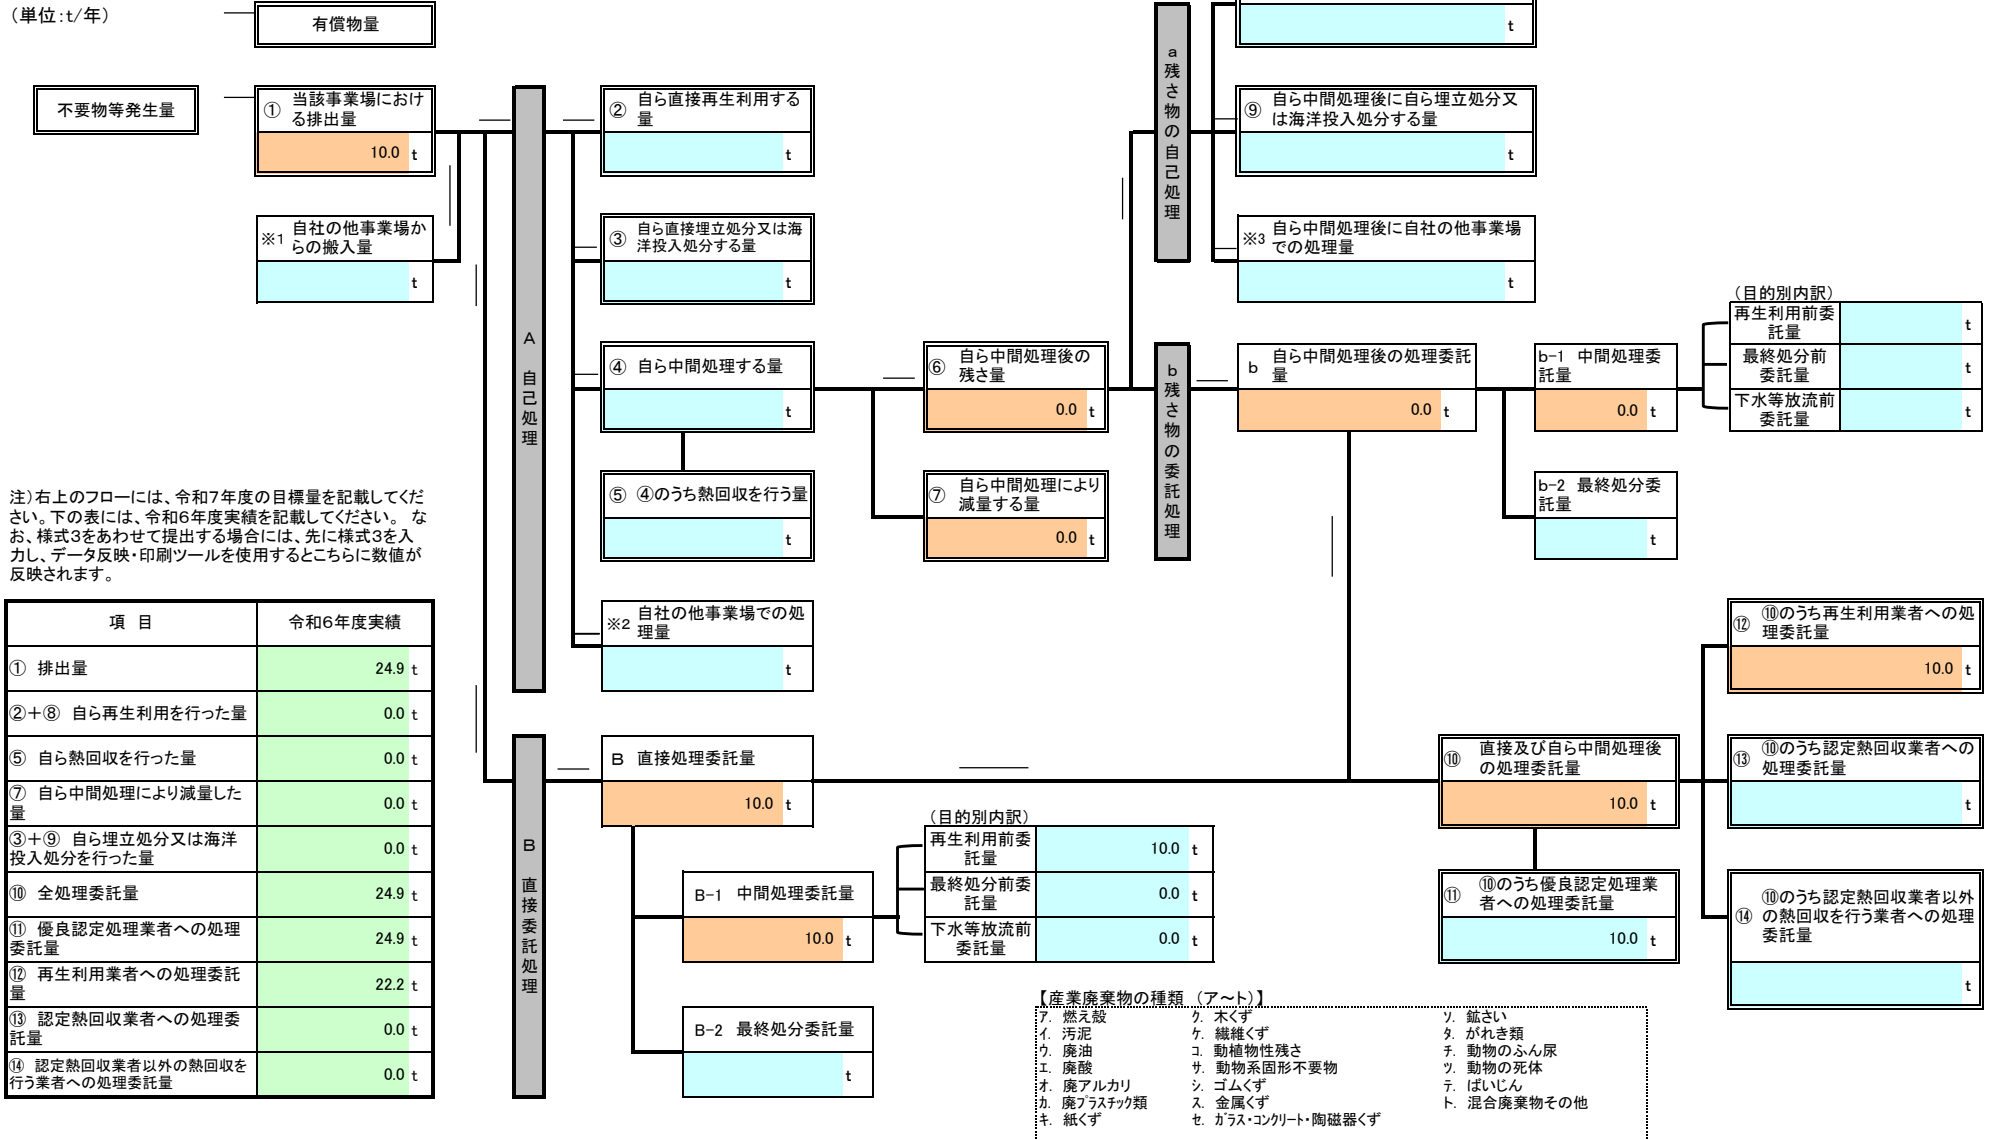 （単位：t／年）
有償物量
t
不要物等発生量
① 当該事業場におけ
る排出量
10.0 t
※1 自社の他事業場か
らの搬入量
t
A 自己処理
② 自ら直接再生利用する
量
t
③ 自ら直接埋立処分又は海
洋投入処分する量
t
④ 自ら中間処理する量
t
⑤ ④のうち熱回収を行う量
t
※2 自社の他事業場での処
理量
t
⑥ 自ら中間処理後の
残さ量
0.0 t
⑦ 自ら中間処理により
減量する量
0.0 t
a 残さ物の自己処理
⑨ 自ら中間処理後に自ら埋立処分又
は海洋投入処分する量
t
※3 自ら中間処理後に自社の他事業場
での処理量
t
b 残さ物の委託処理
b 自ら中間処理後の処理委託
量
0.0 t
b-1 中間処理委
託量
0.0 t
b-2 最終処分委
託量
t
（目的別内訳）
再生利用前委
託量
t
最終処分前
委託量
t
下水等放流前
委託量
t
注）右上のフローには、令和7年度の目標量を記載してくだ
さい。下の表には、令和6年度実績を記載してください。 な
お、様式3をあわせて提出する場合には、先に様式3を入
力し、データ反映・印刷ツールを使用するとこちらに数値が
反映されます。
項 目 令和6年度実績
① 排出量 24.9 t
②＋⑧ 自ら再生利用を行った量 0.0 t
⑤ 自ら熱回収を行った量 0.0 t
⑦ 自ら中間処理により減量した
量 0.0 t
③＋⑨ 自ら埋立処分又は海洋
投入処分を行った量 0.0 t
⑩ 全処理委託量 24.9 t
⑪ 優良認定処理業者への処理
委託量 24.9 t
⑫ 再生利用業者への処理委託
量 22.2 t
⑬ 認定熱回収業者への処理委
託量 0.0 t
⑭ 認定熱回収業者以外の熱回収を
行う業者への処理委託量 0.0 t
B 直接委託処理
B 直接処理委託量
10.0 t
B-1 中間処理委託量
10.0 t
B-2 最終処分委託量
t
（目的別内訳）
再生利用前委
託量
10.0 t
最終処分前委
託量
0.0 t
下水等放流前
委託量
0.0 t
⑩ 直接及び自ら中間処理後
の処理委託量
10.0 t
⑪ ⑩のうち優良認定処理業
者への処理委託量
10.0 t
⑫ ⑩のうち再生利用業者への処
理委託量
10.0 t
⑬ ⑩のうち認定熱回収業者への
処理委託量
t
⑭ ⑩のうち認定熱回収業者以外
の熱回収を行う業者への処理
委託量
t
【産業廃棄物の種類 （ア～ト）】
ア. 燃え殻 ク. 木くず ソ. 鉱さい
イ. 汚泥 ケ. 繊維くず タ. がれき類
ウ. 廃油 コ. 動植物性残さ チ. 動物のふん尿
エ. 廃酸 サ. 動物系固形不要物 ツ. 動物の死体
オ. 廃アルカリ シ. ゴムくず テ. ばいじん
カ. 廃プラスチック類 ス. 金属くず ト. 混合廃棄物その他
キ. 紙くず セ. ガラス・コンクリート・陶磁器くず